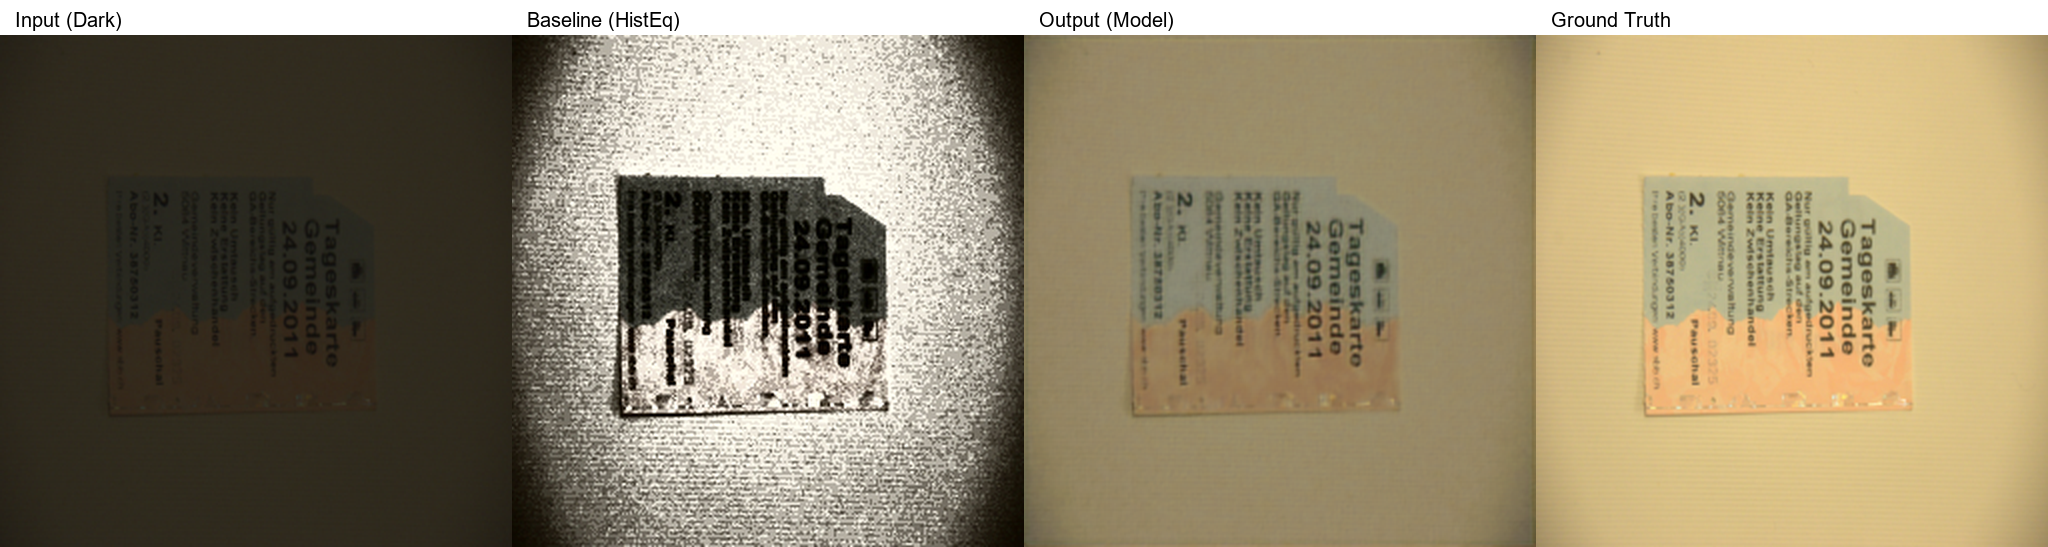 Input (Dark)
Baseline (HistEq)
Output (Model)
Ground Truth
Tageskarte
Gemeinde
24.09.2011
Nur gültig am aufgedruckten
Geltungstag auf den
GA-Bereichs-Strecken.
Kein Umtausch
Keine Erstattung
Kein Zwischenhandel
Gemeindeverwaltung
5064 Wittnau
2. Kl. Pauschal
Abo-Nr. 38750312